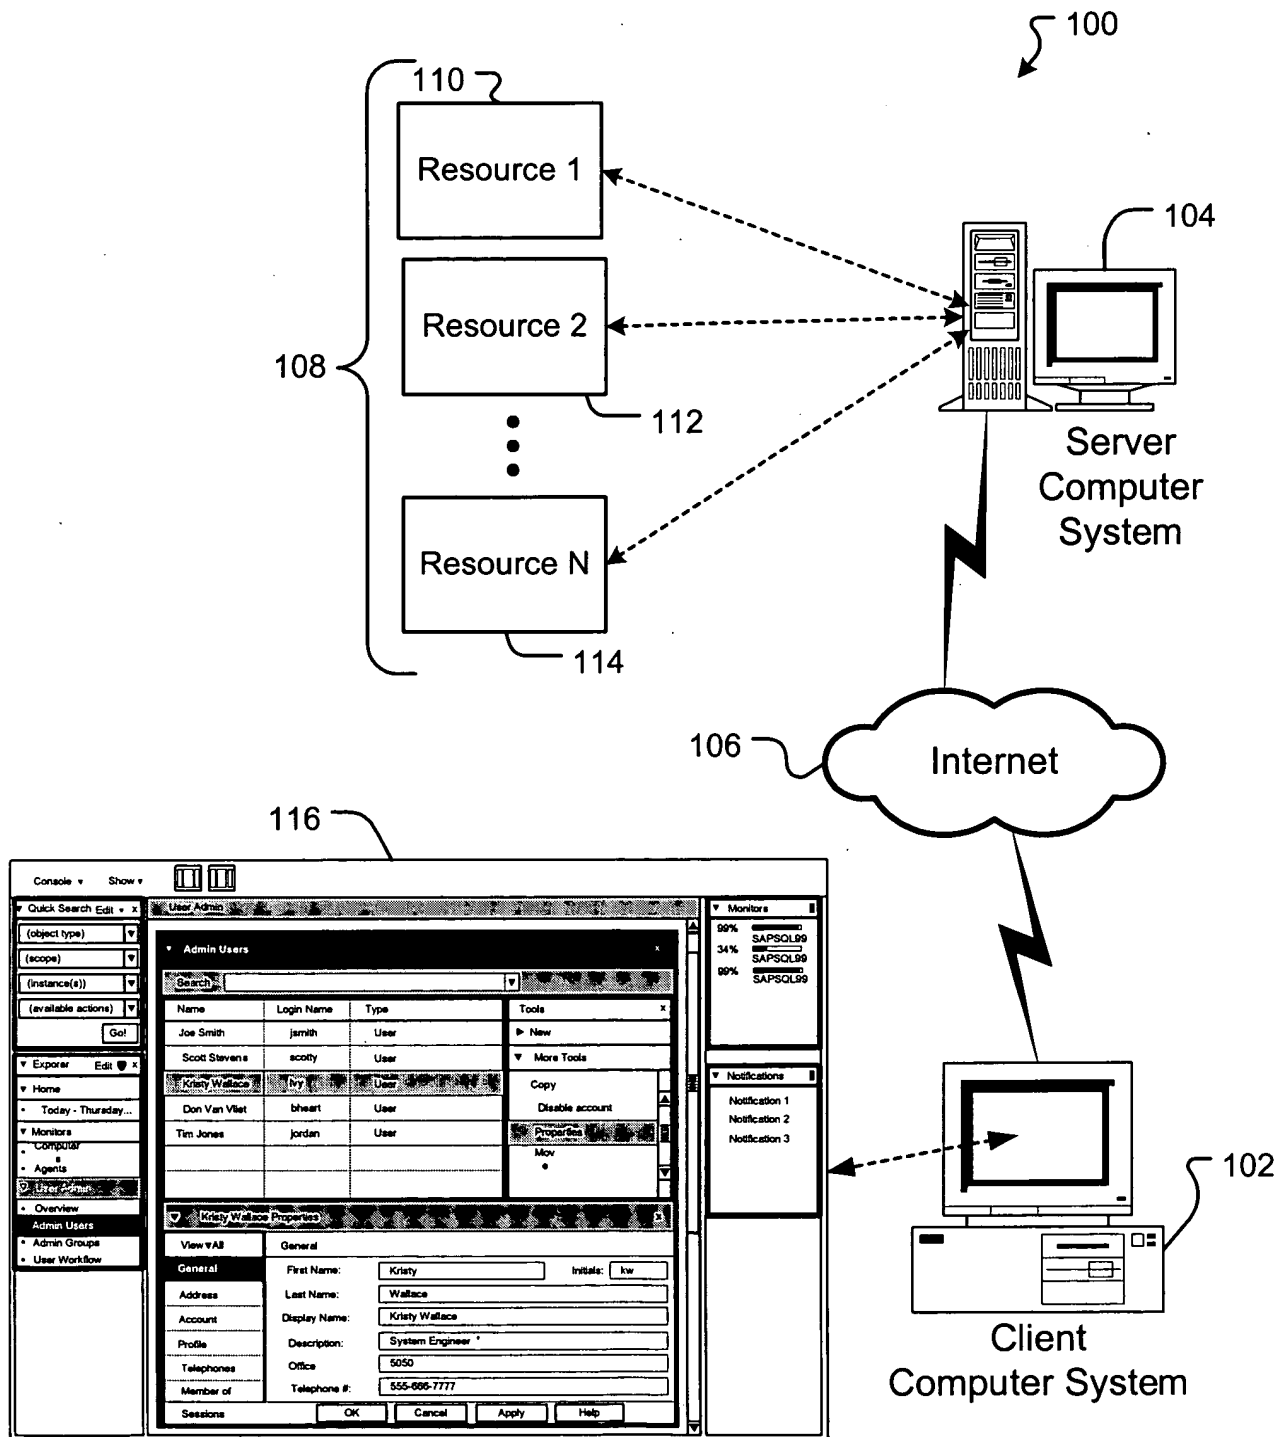 100
110
Resource 1
104
Resource 2
108
112
Server
Computer
System
Resource N
114
106
Internet
116
Console Show
Quick Search Edit x
(object type)
(scope)
(instance(s))
(available actions)
Go!
Exporer Edit x
Home
Today - Thursday...
Monitors
Computer
Agents
User Admin
Overview
Admin Users
Admin Groups
User Workflow
User Admin
Admin Users x
Search
Name Login Name Type
Joe Smith jsmith User
Scott Stevens scotty User
Kristy Wallace Ivy User
Don Van Vliet bheart User
Tim Jones jordan User
Tools x
New
More Tools
Copy
Disable account
Properties
Mov
Kristy Wallace Properties x
View All
General
Address
Account
Profile
Telephones
Member of
Sessions
General
First Name: Kristy Initials: kw
Last Name: Wallace
Display Name: Kristy Wallace
Description: System Engineer
Office 5050
Telephone #: 555-666-7777
OK Cancel Apply Help
Monitors
99% SAPSQL99
34% SAPSQL99
99% SAPSQL99
Notifications
Notification 1
Notification 2
Notification 3
102
Client
Computer System